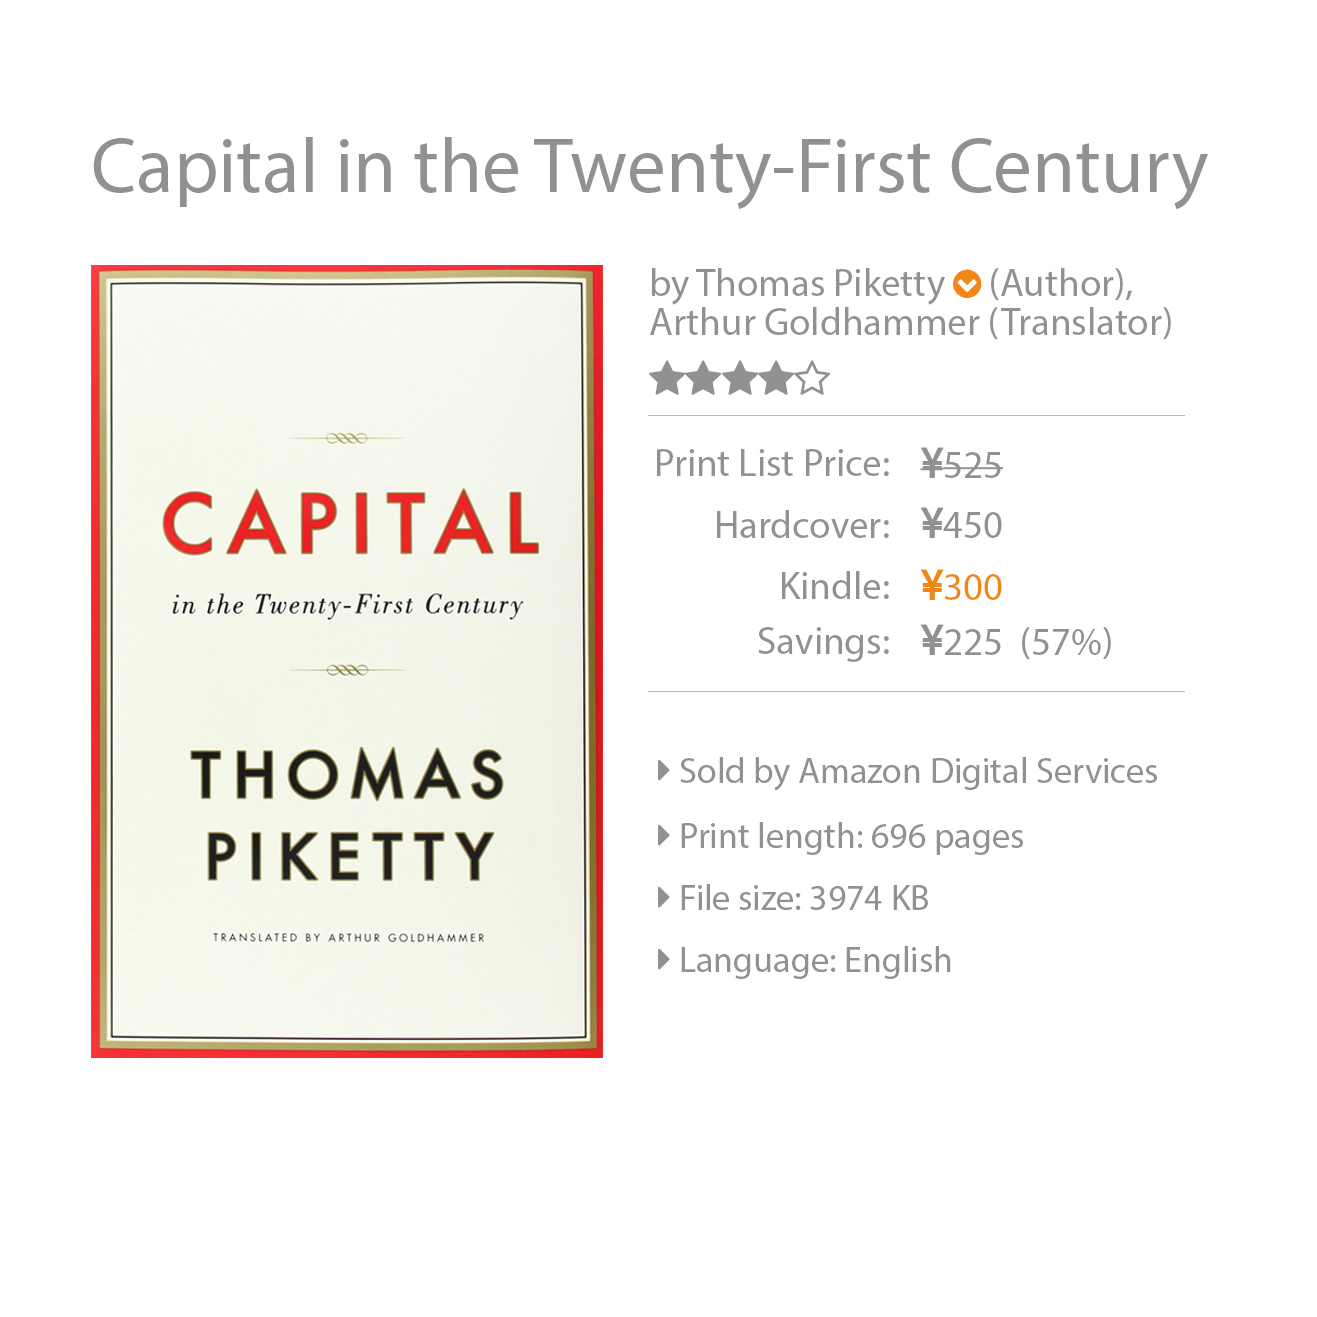 Capital in the Twenty-First Century
CAPITAL
in the Twenty-First Century
THOMAS
PIKETTY
TRANSLATED BY ARTHUR GOLDHAMMER
by Thomas Piketty (Author),
Arthur Goldhammer (Translator)
Print List Price: ¥525
Hardcover: ¥450
Kindle: ¥300
Savings: ¥225 (57%)
Sold by Amazon Digital Services
Print length: 696 pages
File size: 3974 KB
Language: English